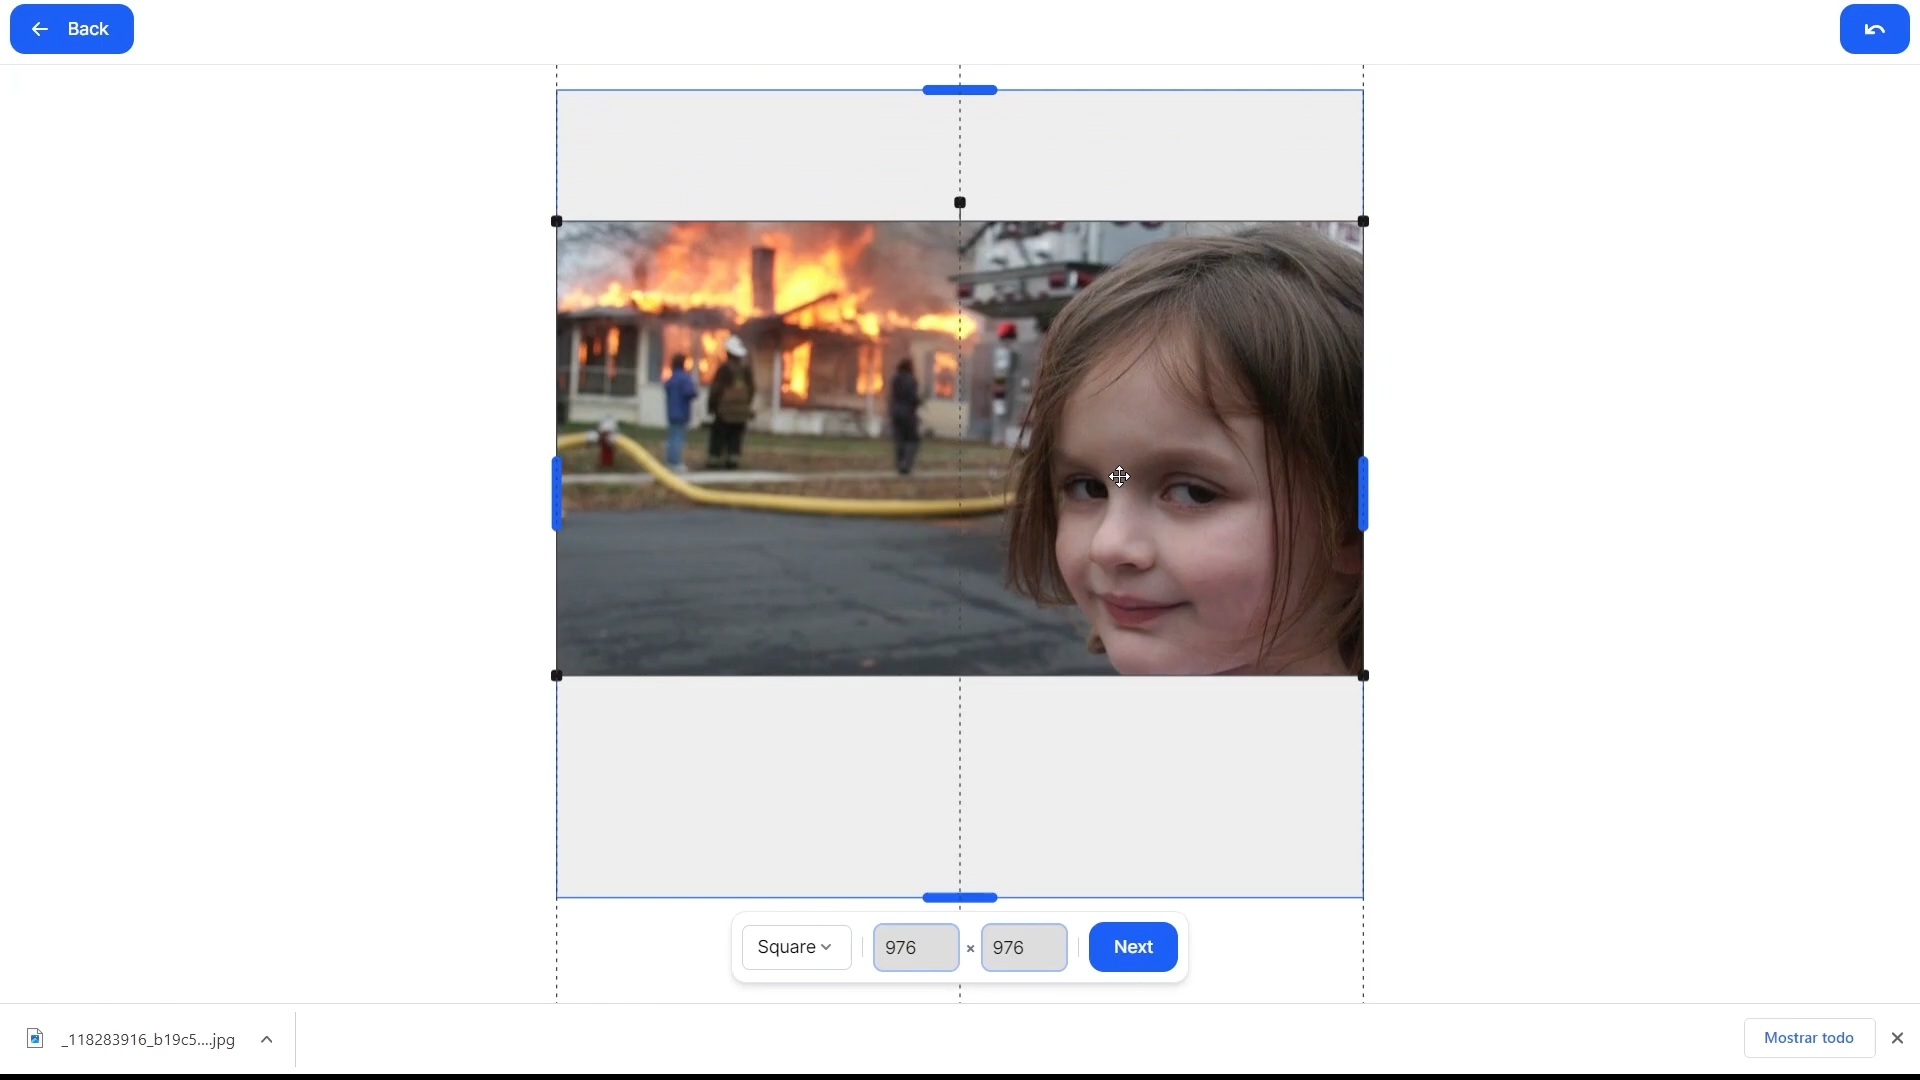 Back
Square
976 × 976
Next
_118283916_b19c5....jpg
Mostrar todo